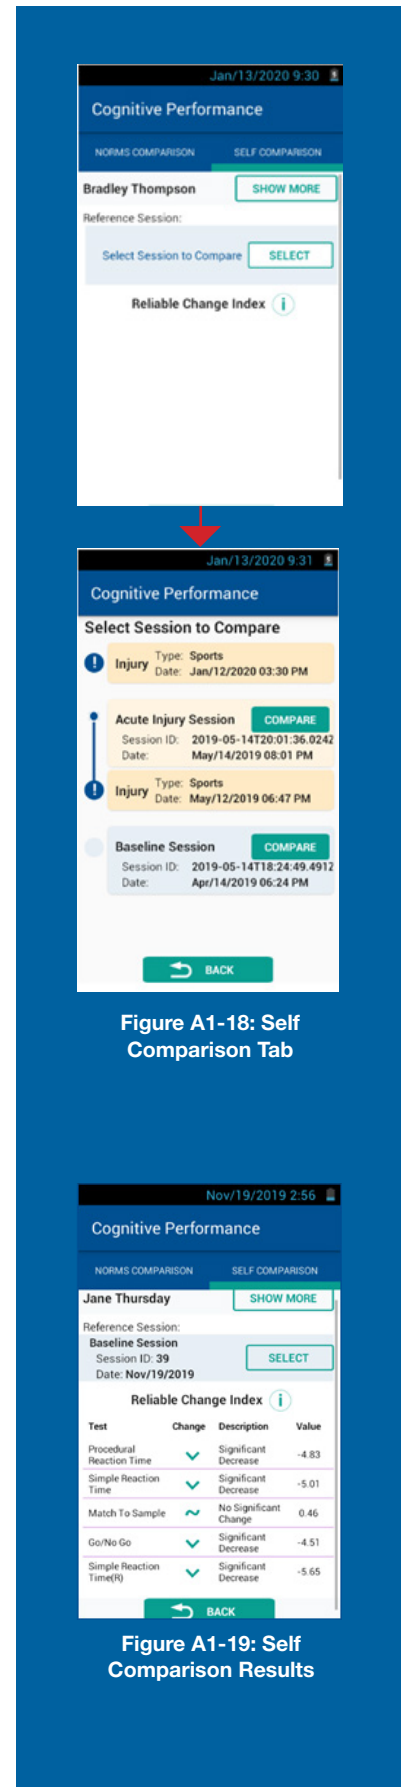 Jan/13/2020 9:30
Cognitive Performance
NORMS COMPARISON SELF COMPARISON
Bradley Thompson SHOW MORE
Reference Session:
Select Session to Compare SELECT
Reliable Change Index i
Jan/13/2020 9:31
Cognitive Performance
Select Session to Compare
! Injury Type: Sports
Date: Jan/12/2020 03:30 PM
Acute Injury Session COMPARE
Session ID: 2019-05-14T20:01:36.024Z
Date: May/14/2019 08:01 PM
! Injury Type: Sports
Date: May/12/2019 06:47 PM
Baseline Session COMPARE
Session ID: 2019-05-14T18:24:49.491Z
Date: Apr/14/2019 06:24 PM
BACK
Figure A1-18: Self
Comparison Tab
Nov/19/2019 2:56
Cognitive Performance
NORMS COMPARISON SELF COMPARISON
Jane Thursday SHOW MORE
Reference Session:
Baseline Session
Session ID: 39 SELECT
Date: Nov/19/2019
Reliable Change Index i
Test Change Description Value
Procedural Reaction Time Significant Decrease -4.83
Simple Reaction Time Significant Decrease -5.01
Match To Sample No Significant Change 0.46
Go/No Go Significant Decrease -4.51
Simple Reaction Time(R) Significant Decrease -5.65
BACK
Figure A1-19: Self
Comparison Results